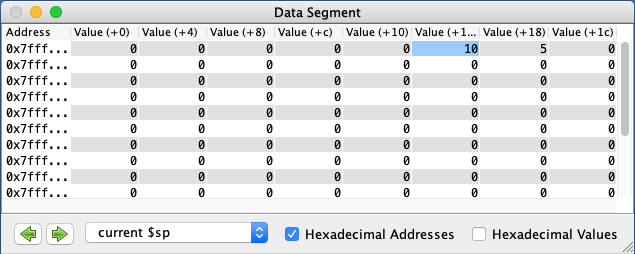 Data Segment
Address Value (+0) Value (+4) Value (+8) Value (+c) Value (+10) Value (+1... Value (+18) Value (+1c)
0x7fff... 0 0 0 0 0 10 5 0
0x7fff... 0 0 0 0 0 0 0 0
0x7fff... 0 0 0 0 0 0 0 0
0x7fff... 0 0 0 0 0 0 0 0
0x7fff... 0 0 0 0 0 0 0 0
0x7fff... 0 0 0 0 0 0 0 0
0x7fff... 0 0 0 0 0 0 0 0
0x7fff... 0 0 0 0 0 0 0 0
0x7fff... 0 0 0 0 0 0 0 0
0x7fff... 0 0 0 0 0 0 0 0
current $sp Hexadecimal Addresses Hexadecimal Values